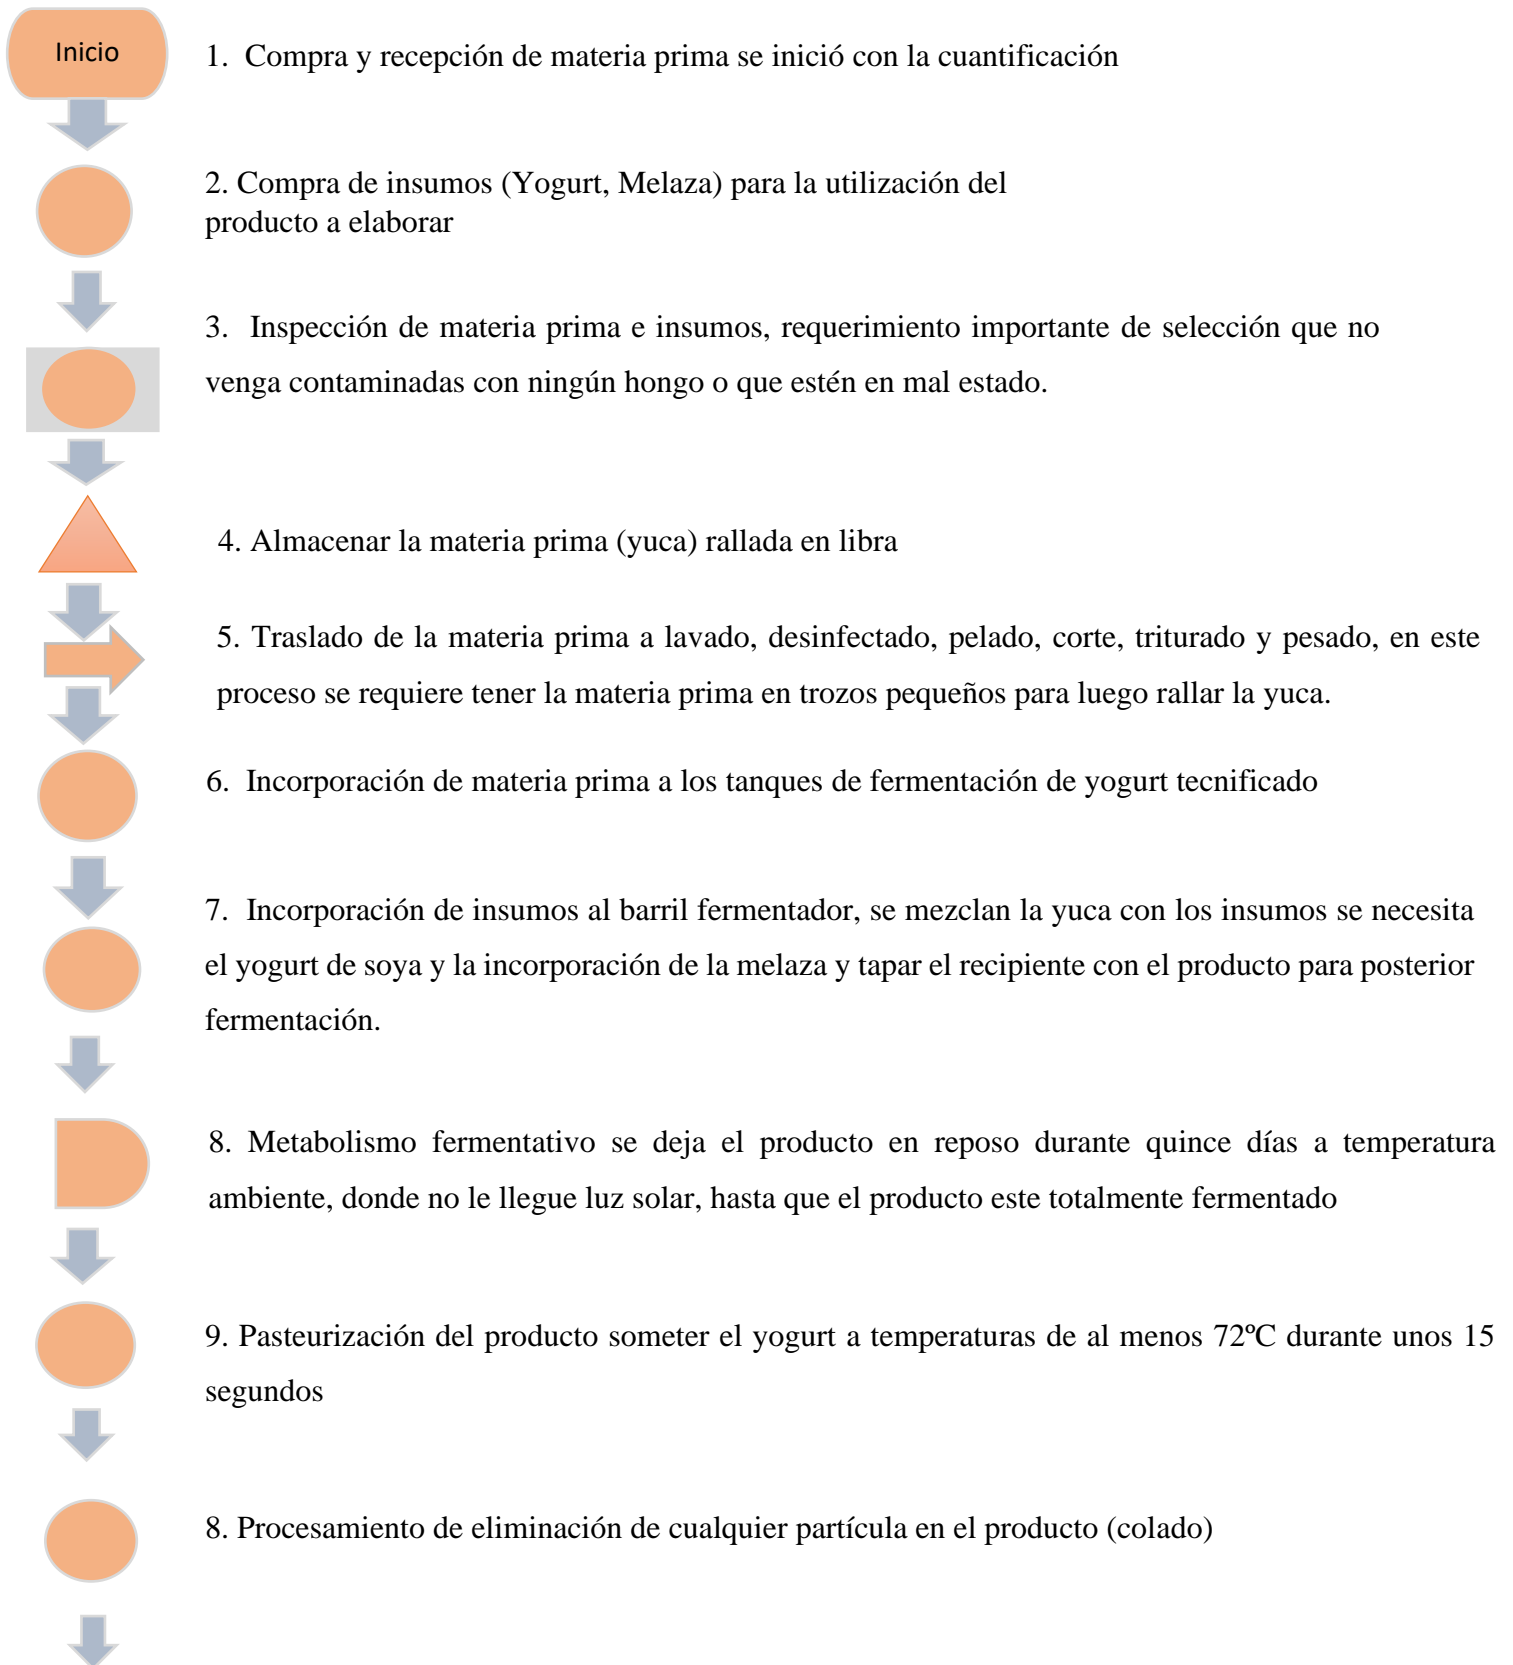 Inicio
1. Compra y recepción de materia prima se inició con la cuantificación
2. Compra de insumos (Yogurt, Melaza) para la utilización del
producto a elaborar
3. Inspección de materia prima e insumos, requerimiento importante de selección que no
venga contaminadas con ningún hongo o que estén en mal estado.
4. Almacenar la materia prima (yuca) rallada en libra
5. Traslado de la materia prima a lavado, desinfectado, pelado, corte, triturado y pesado, en este
proceso se requiere tener la materia prima en trozos pequeños para luego rallar la yuca.
6. Incorporación de materia prima a los tanques de fermentación de yogurt tecnificado
7. Incorporación de insumos al barril fermentador, se mezclan la yuca con los insumos se necesita
el yogurt de soya y la incorporación de la melaza y tapar el recipiente con el producto para posterior
fermentación.
8. Metabolismo fermentativo se deja el producto en reposo durante quince días a temperatura
ambiente, donde no le llegue luz solar, hasta que el producto este totalmente fermentado
9. Pasteurización del producto someter el yogurt a temperaturas de al menos 72ºC durante unos 15
segundos
8. Procesamiento de eliminación de cualquier partícula en el producto (colado)